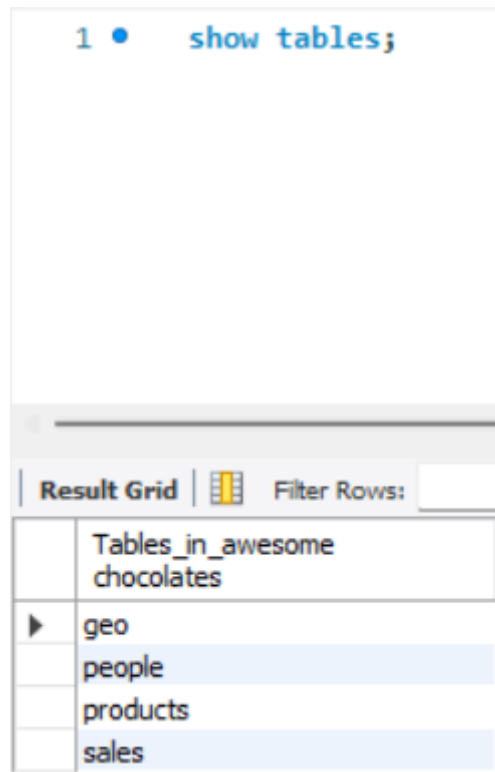 1 show tables;
Result Grid Filter Rows:
Tables_in_awesome
chocolates
geo
people
products
sales